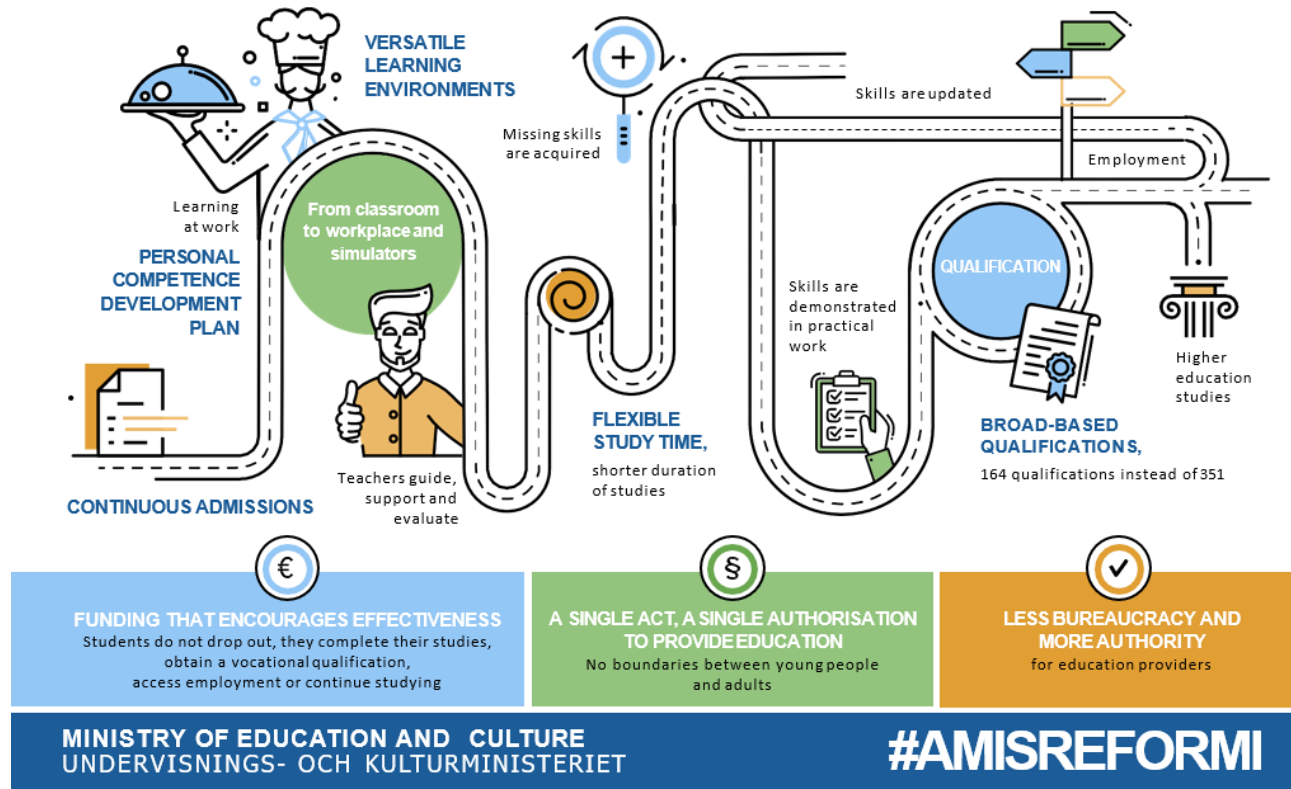 VERSATILE
LEARNING
ENVIRONMENTS
Learning
at work
From classroom
to workplace and
simulators
PERSONAL
COMPETENCE
DEVELOPMENT
PLAN
CONTINUOUS ADMISSIONS
Teachers guide,
support and
evaluate
Missing skills
are acquired
FLEXIBLE
STUDY TIME,
shorter duration
of studies
Skills are updated
Employment
Skills are
demonstrated
in practical
work
QUALIFICATION
BROAD-BASED
QUALIFICATIONS,
164 qualifications instead of 351
Higher
education
studies
€
FUNDING THAT ENCOURAGES EFFECTIVENESS
Students do not drop out, they complete their studies,
obtain a vocational qualification,
access employment or continue studying
§
A SINGLE ACT, A SINGLE AUTHORISATION
TO PROVIDE EDUCATION
No boundaries between young people
and adults
LESS BUREAUCRACY AND
MORE AUTHORITY
for education providers
MINISTRY OF EDUCATION AND CULTURE
UNDERVISNINGS- OCH KULTURMINISTERIET
#AMISREFORMI